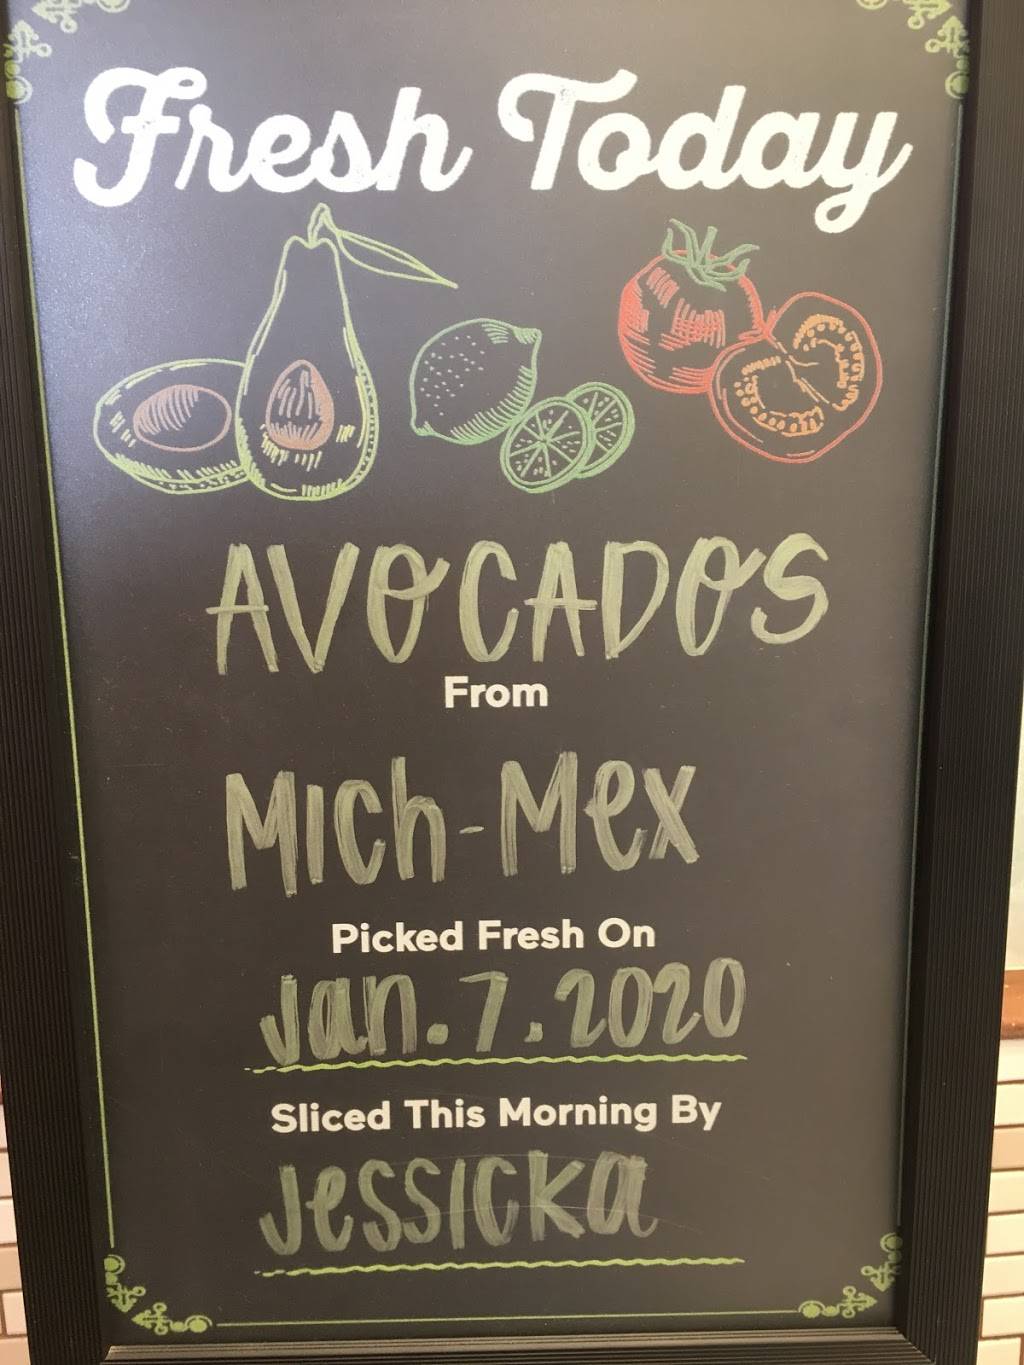 Fresh Today
AVOCADOS
From
Mich-Mex
Picked Fresh On
Jan. 7. 2020
Sliced This Morning By
Jessicka